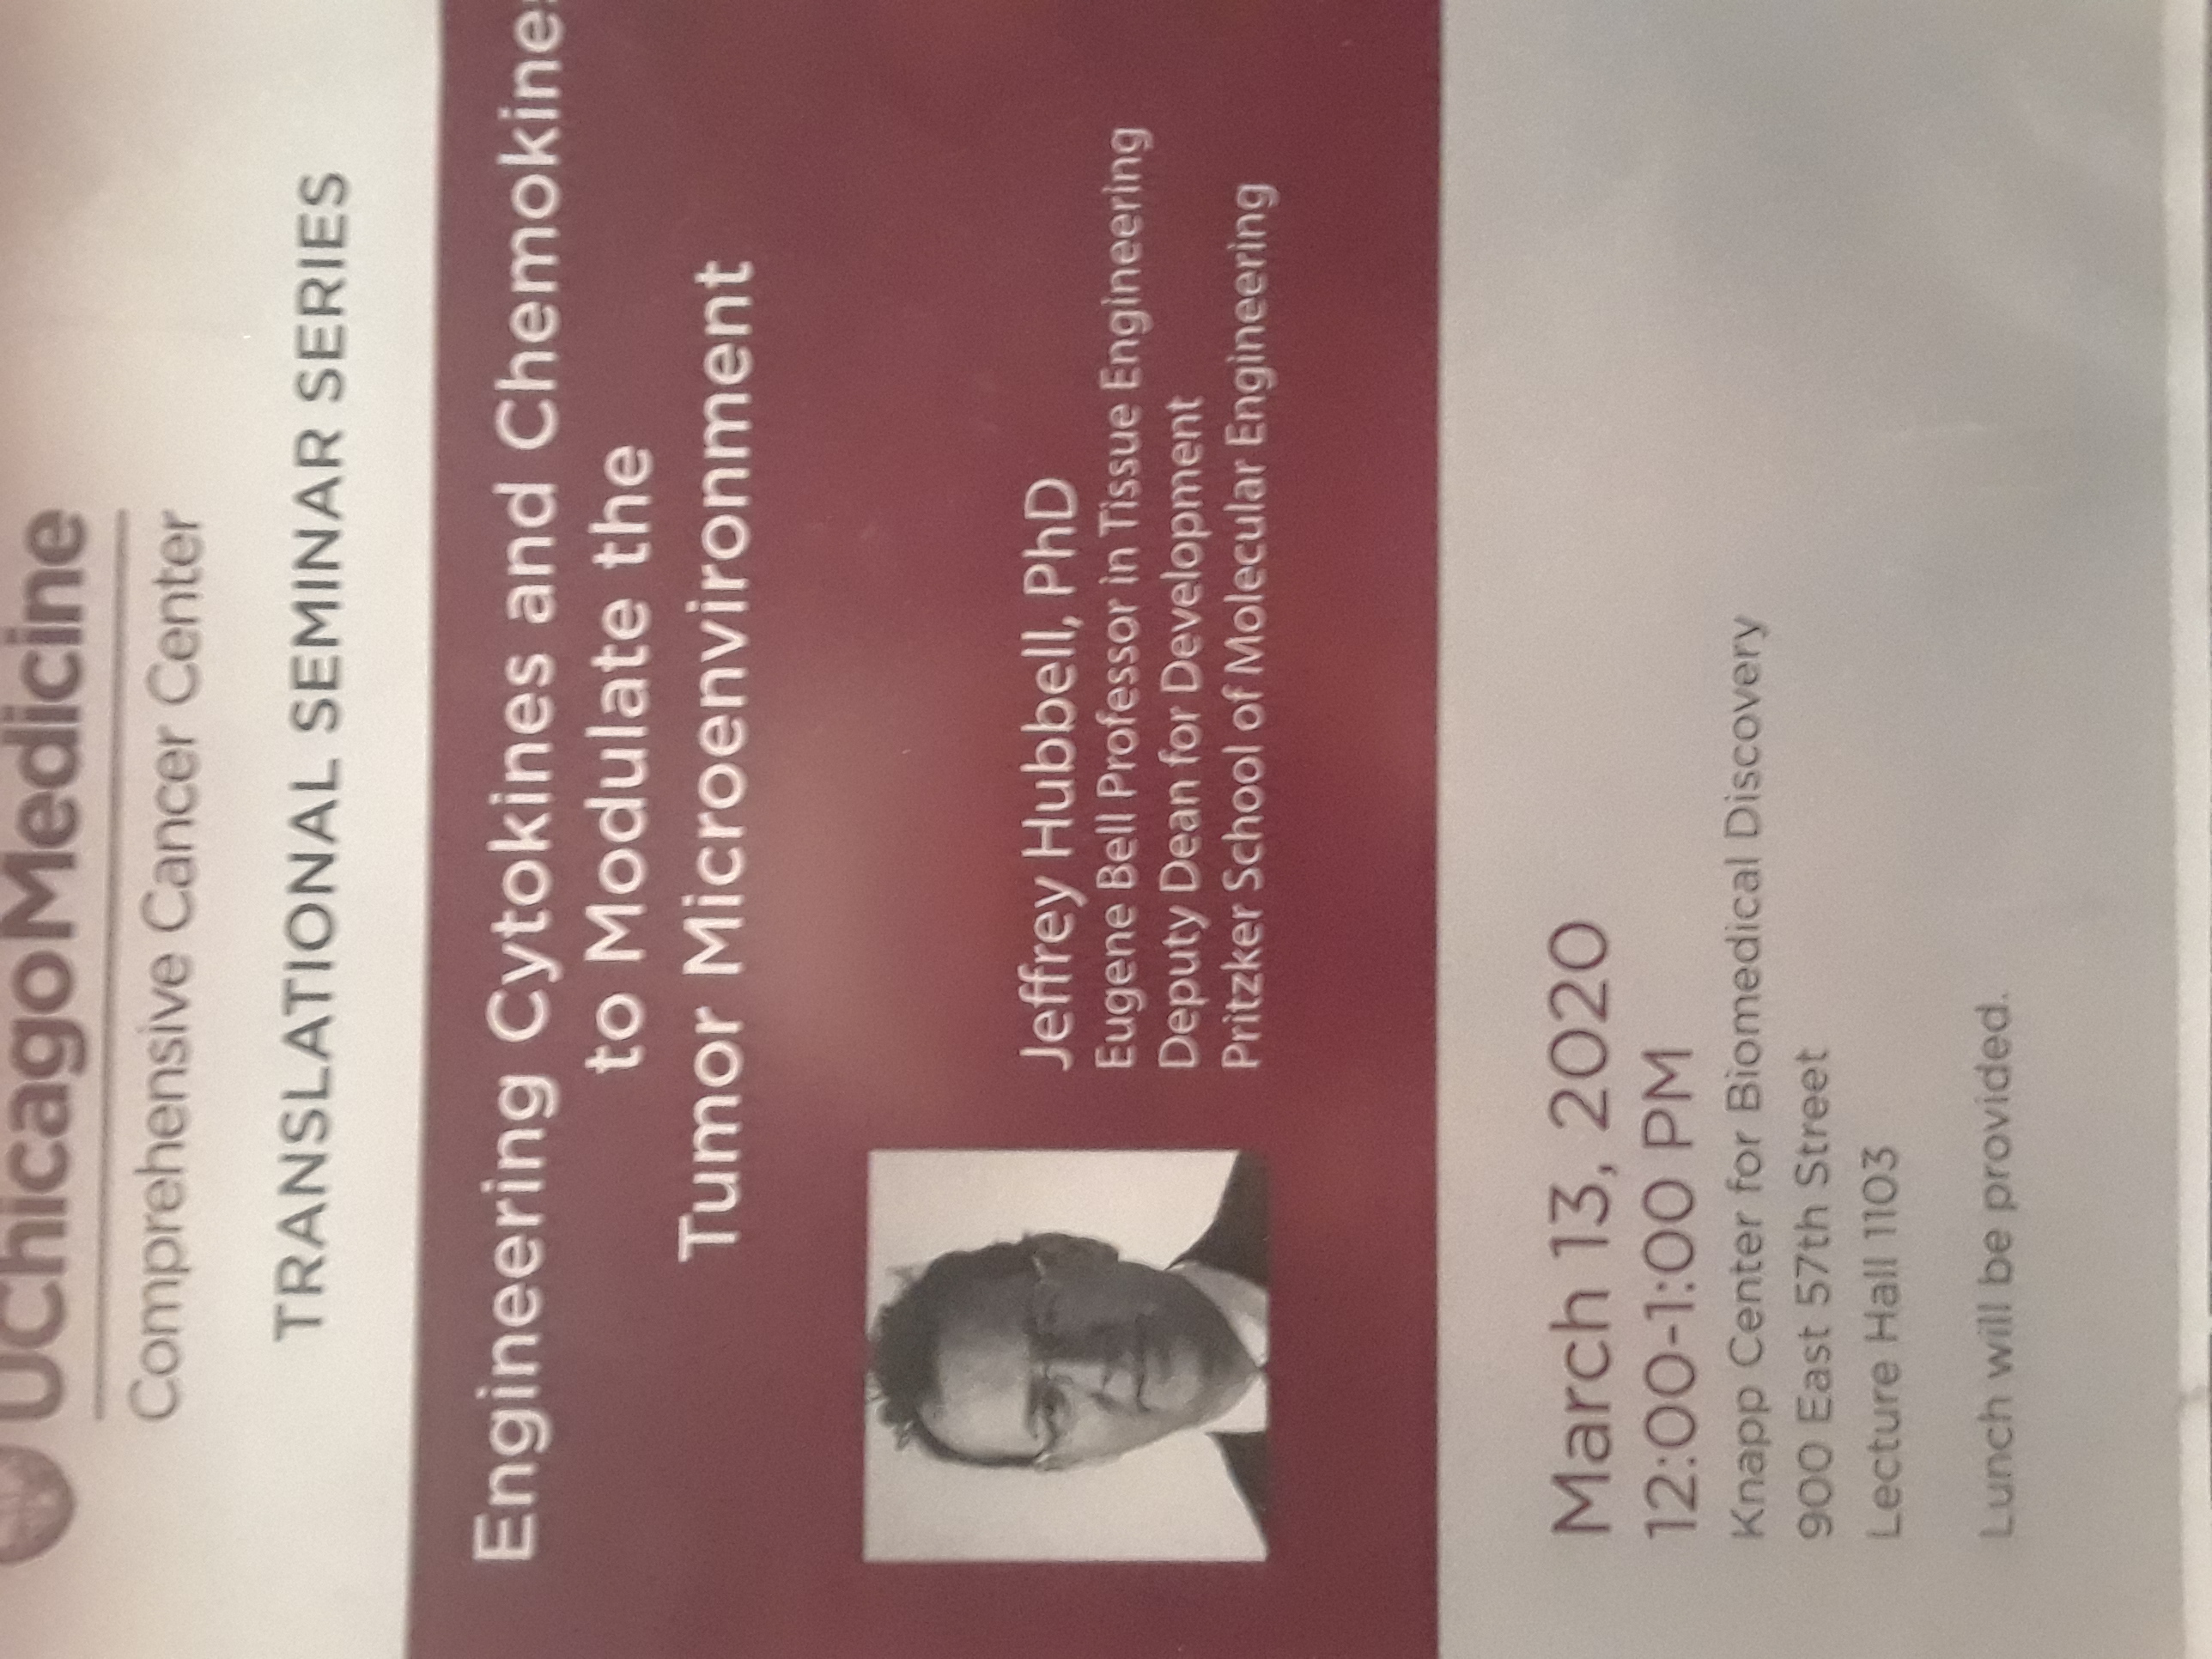 UChicagoMedicine
Comprehensive Cancer Center
TRANSLATIONAL SEMINAR SERIES
Engineering Cytokines and Chemokines
to Modulate the
Tumor Microenvironment
Jeffrey Hubbell, PhD
Eugene Bell Professor in Tissue Engineering
Deputy Dean for Development
Pritzker School of Molecular Engineering
March 13, 2020
12:00-1:00 PM
Knapp Center for Biomedical Discovery
900 East 57th Street
Lecture Hall 1103
Lunch will be provided.